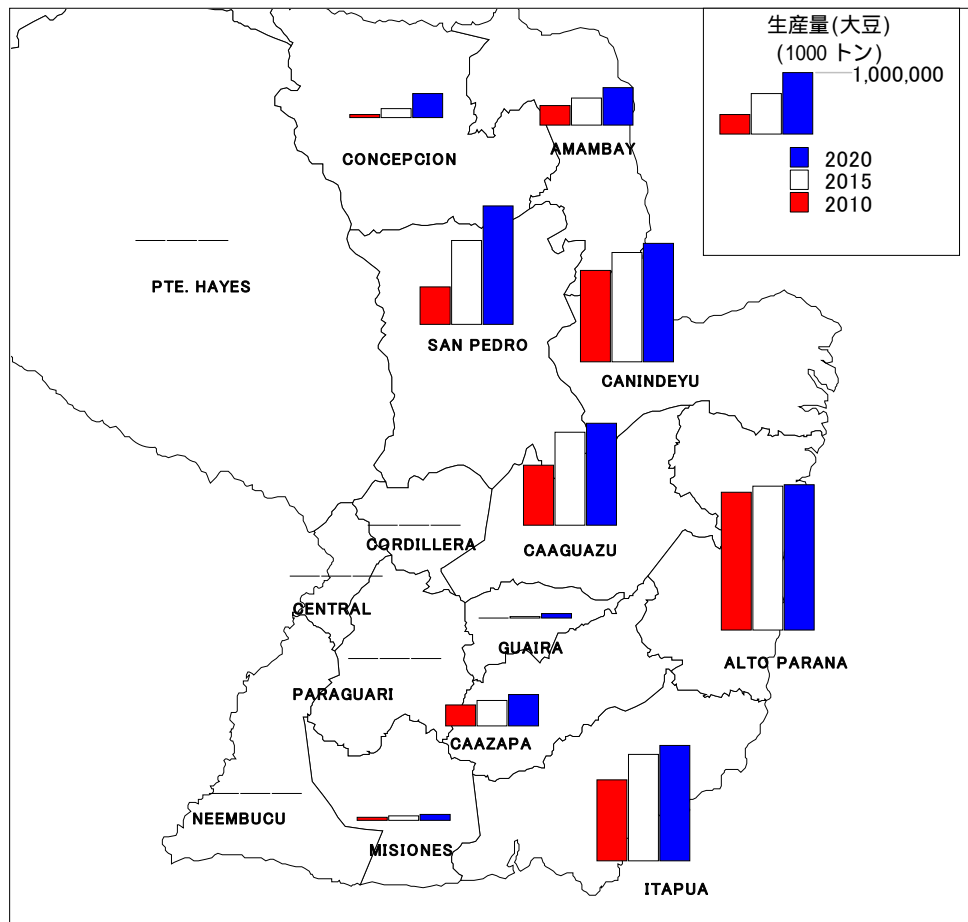 生産量(大豆)
(1000 トン)
1,000,000
2020
2015
2010
CONCEPCION
AMAMBAY
PTE. HAYES
SAN PEDRO
CANINDEYU
CORDILLERA
CAAGUAZU
CENTRAL
GUAIRA
ALTO PARANA
PARAGUARI
CAAZAPA
NEEMBUCU
MISIONES
ITAPUA